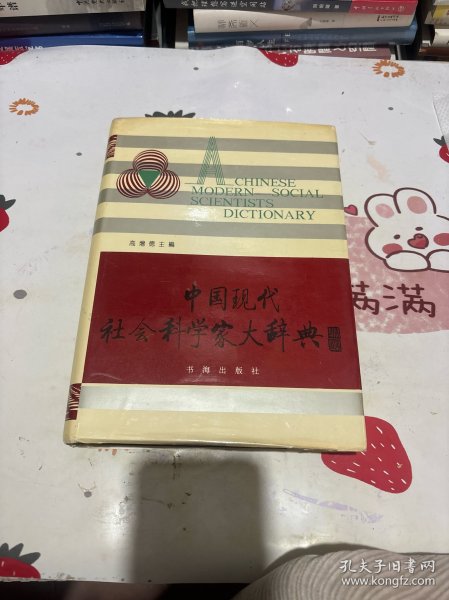 A CHINESE
MODERN SOCIAL
SCIENTISTS
DICTIONARY
高增德主编
中国现代
社会科学家大辞典
书海出版社
满满
孔夫子旧书网
www.kongfz.com